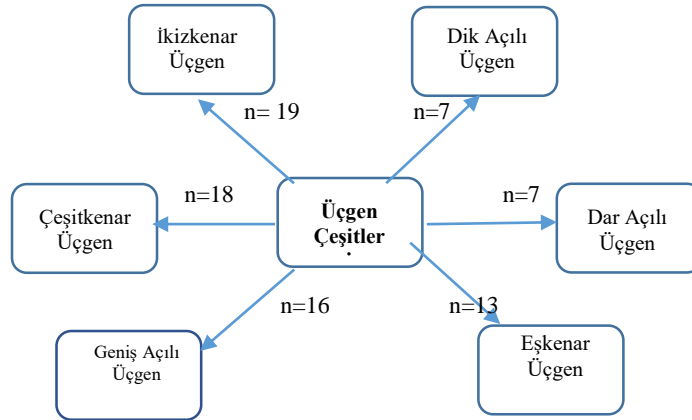 İkizkenar
Üçgen
Dik Açılı
Üçgen
n= 19
n=7
Çeşitkenar
Üçgen
n=18
Üçgen
Çeşitler
n=7
Dar Açılı
Üçgen
n=16
n=13
Geniş Açılı
Üçgen
Eşkenar
Üçgen